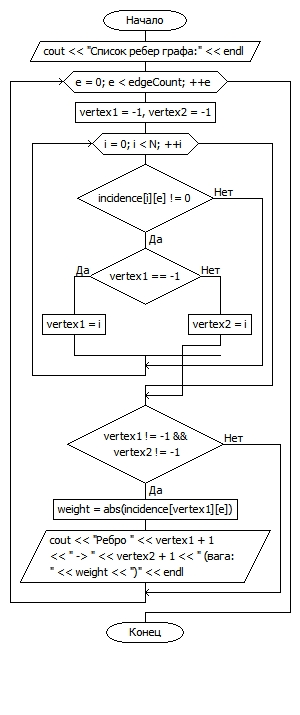 Начало
cout << "Список ребер графа:" << endl
e = 0; e < edgeCount; ++e
vertex1 = -1, vertex2 = -1
i = 0; i < N; ++i
incidence[i][e] != 0
Нет
Да
vertex1 == -1
Да
Нет
vertex1 = i
vertex2 = i
vertex1 != -1 &&
vertex2 != -1
Нет
Да
weight = abs(incidence[vertex1][e])
cout << "Ребро " << vertex1 + 1
<< " -> " << vertex2 + 1 << " (вага:
" << weight << ")" << endl
Конец